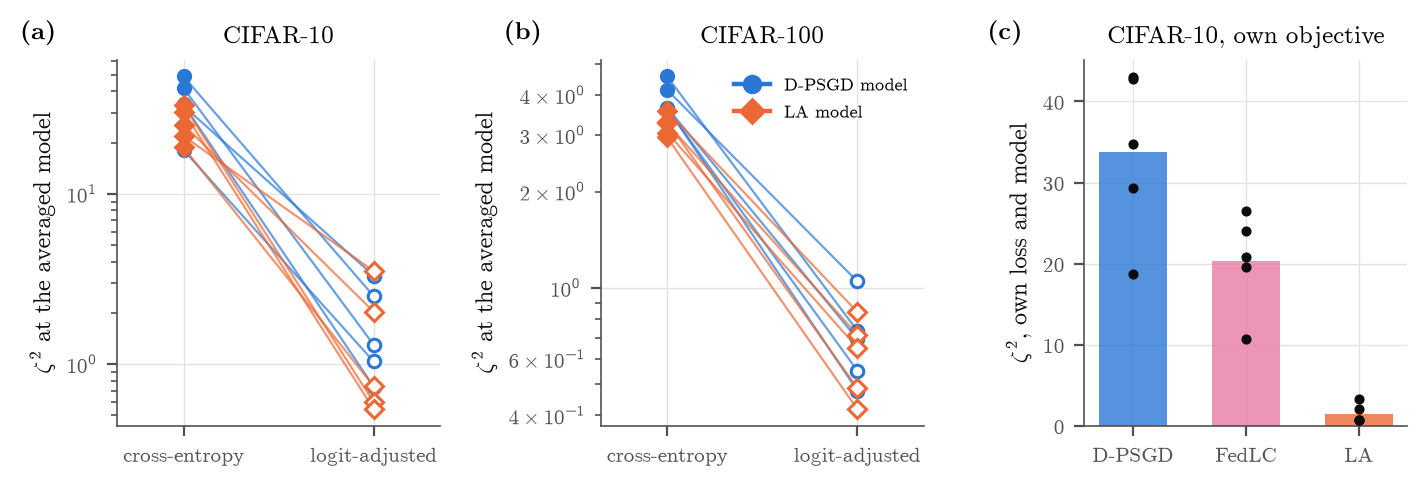 (a)
CIFAR-10
ζ² at the averaged model
10¹
10⁰
cross-entropy
logit-adjusted
(b)
CIFAR-100
ζ² at the averaged model
4 × 10⁰
3 × 10⁰
2 × 10⁰
10⁰
6 × 10⁻¹
4 × 10⁻¹
D-PSGD model
LA model
cross-entropy
logit-adjusted
(c)
CIFAR-10, own objective
ζ², own loss and model
40
30
20
10
0
D-PSGD
FedLC
LA